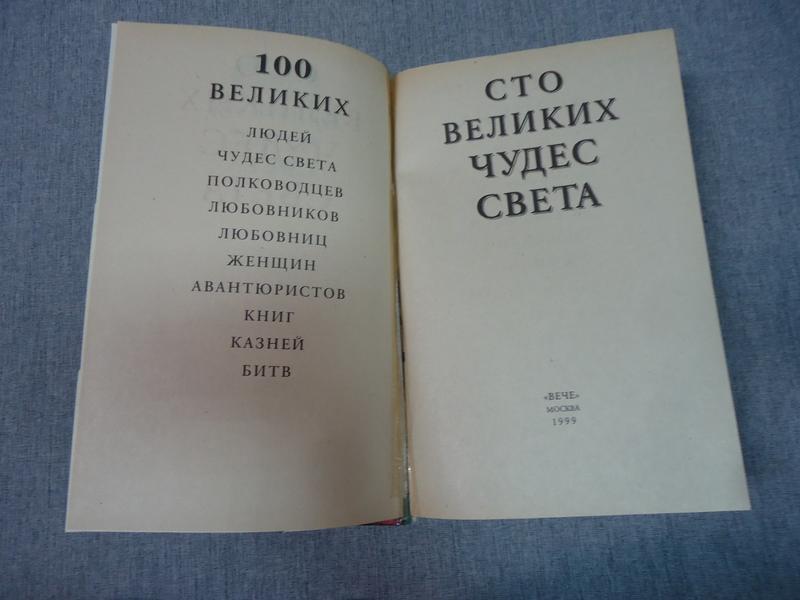 100
ВЕЛИКИХ
ЛЮДЕЙ
ЧУДЕС СВЕТА
ПОЛКОВОДЦЕВ
ЛЮБОВНИКОВ
ЛЮБОВНИЦ
ЖЕНЩИН
АВАНТЮРИСТОВ
КНИГ
КАЗНЕЙ
БИТВ
СТО
ВЕЛИКИХ
ЧУДЕС
СВЕТА
«ВЕЧЕ»
МОСКВА
1999